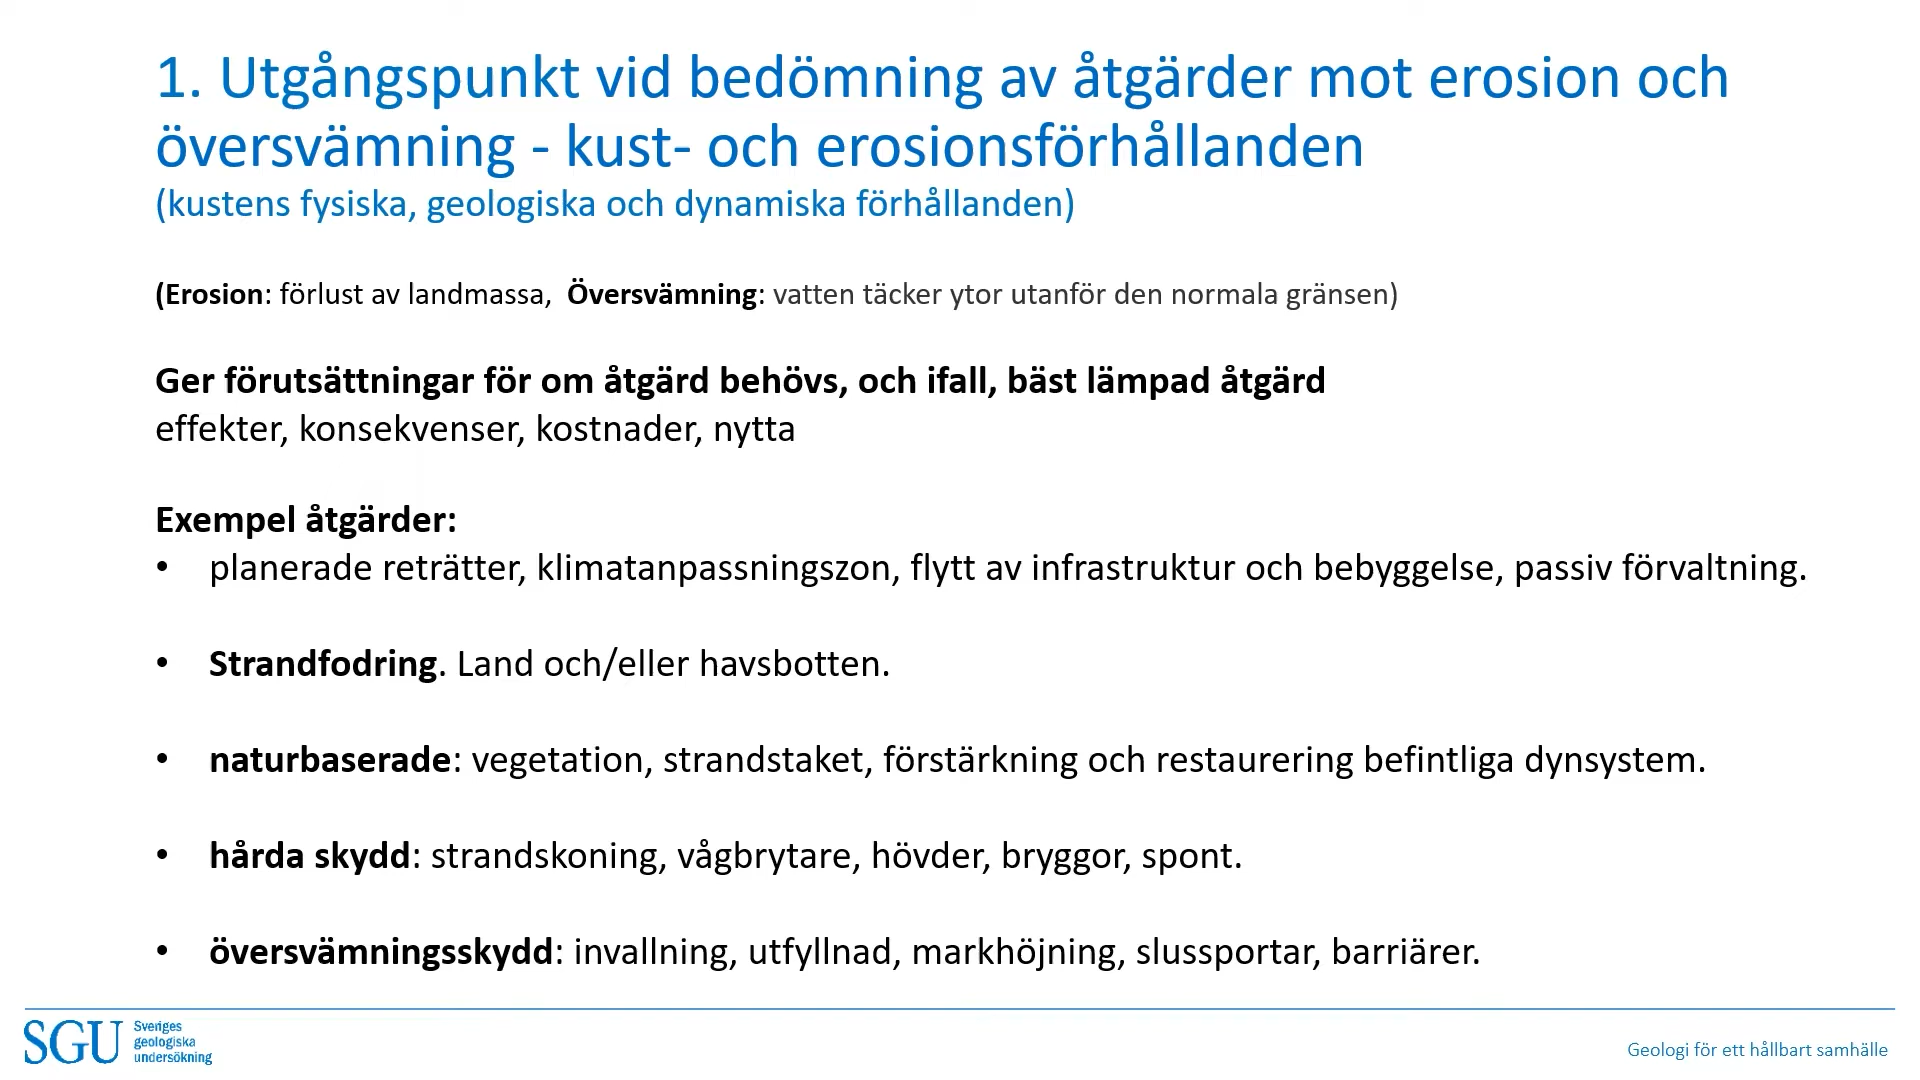 1. Utgångspunkt vid bedömning av åtgärder mot erosion och
översvämning - kust- och erosionsförhållanden
(kustens fysiska, geologiska och dynamiska förhållanden)
(Erosion: förlust av landmassa, Översvämning: vatten täcker ytor utanför den normala gränsen)
Ger förutsättningar för om åtgärd behövs, och ifall, bäst lämpad åtgärd
effekter, konsekvenser, kostnader, nytta
Exempel åtgärder:
• planerade reträtter, klimatanpassningszon, flytt av infrastruktur och bebyggelse, passiv förvaltning.
• Strandfodring. Land och/eller havsbotten.
• naturbaserade: vegetation, strandstaket, förstärkning och restaurering befintliga dynsystem.
• hårda skydd: strandskoning, vågbrytare, hövder, bryggor, spont.
• översvämningsskydd: invallning, utfyllnad, markhöjning, slussportar, barriärer.
SGU
Sveriges
geologiska
undersökning
Geologi för ett hållbart samhälle